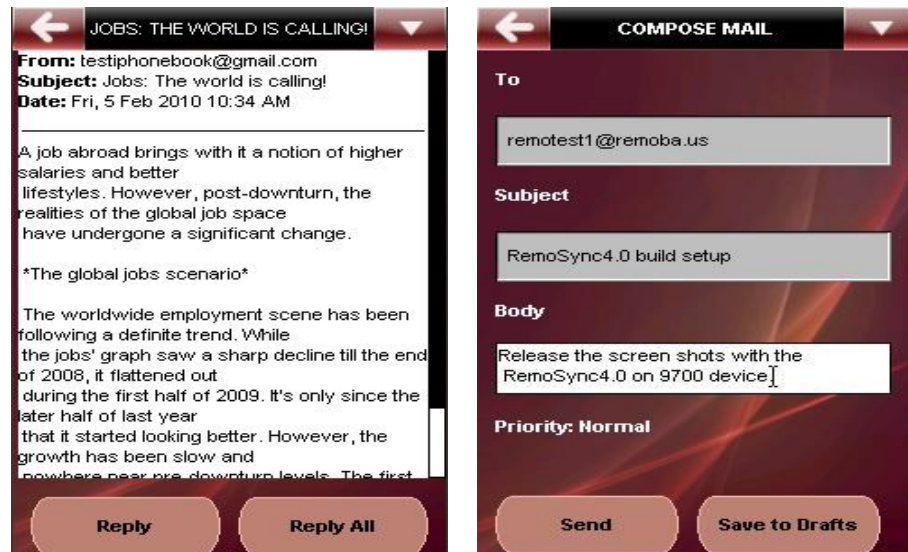 JOBS: THE WORLD IS CALLING!
From: testiphonebook@gmail.com
Subject: Jobs: The world is calling!
Date: Fri, 5 Feb 2010 10:34 AM
A job abroad brings with it a notion of higher
salaries and better
lifestyles. However, post-downturn, the
realities of the global job space
have undergone a significant change.
*The global jobs scenario*
The worldwide employment scene has been
following a definite trend. While
the jobs' graph saw a sharp decline till the end
of 2008, it flattened out
during the first half of 2009. It's only since the
later half of last year
that it started looking better. However, the
growth has been slow and
nowhere near pre-downturn levels. The first
Reply
Reply All
COMPOSE MAIL
To
remotest1@remoba.us
Subject
RemoSync4.0 build setup
Body
Release the screen shots with the
RemoSync4.0 on 9700 device
Priority: Normal
Send
Save to Drafts